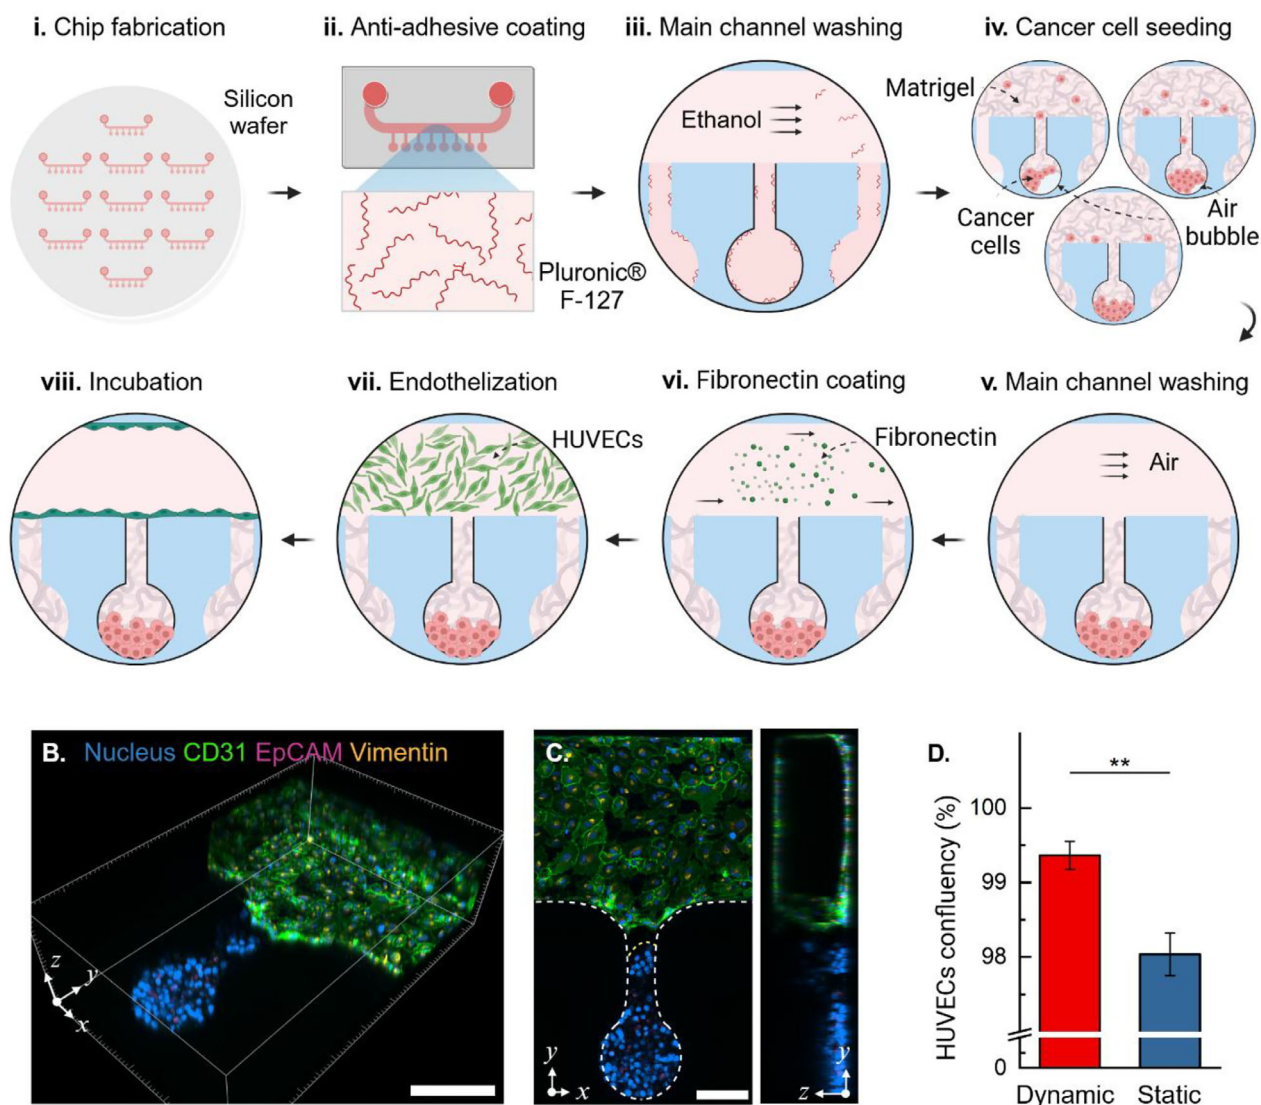 i. Chip fabrication
ii. Anti-adhesive coating
iii. Main channel washing
iv. Cancer cell seeding
Silicon
wafer
Pluronic®
F-127
Ethanol
Matrigel
Cancer
cells
Air
bubble
viii. Incubation
vii. Endothelization
vi. Fibronectin coating
v. Main channel washing
HUVECs
Fibronectin
Air
B. Nucleus CD31 EpCAM Vimentin
z
y
x
C.
y
x
y
z
D.
**
HUVECs confluency (%)
100
99
98
0
Dynamic
Static